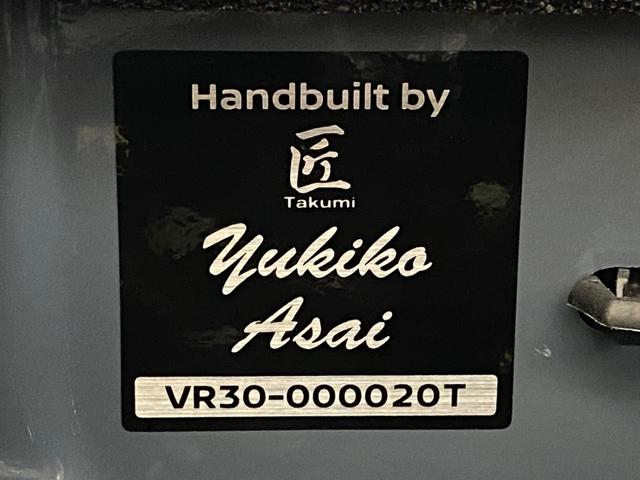 Handbuilt by
匠
Takumi
Yukiko
Asai
VR30-000020T